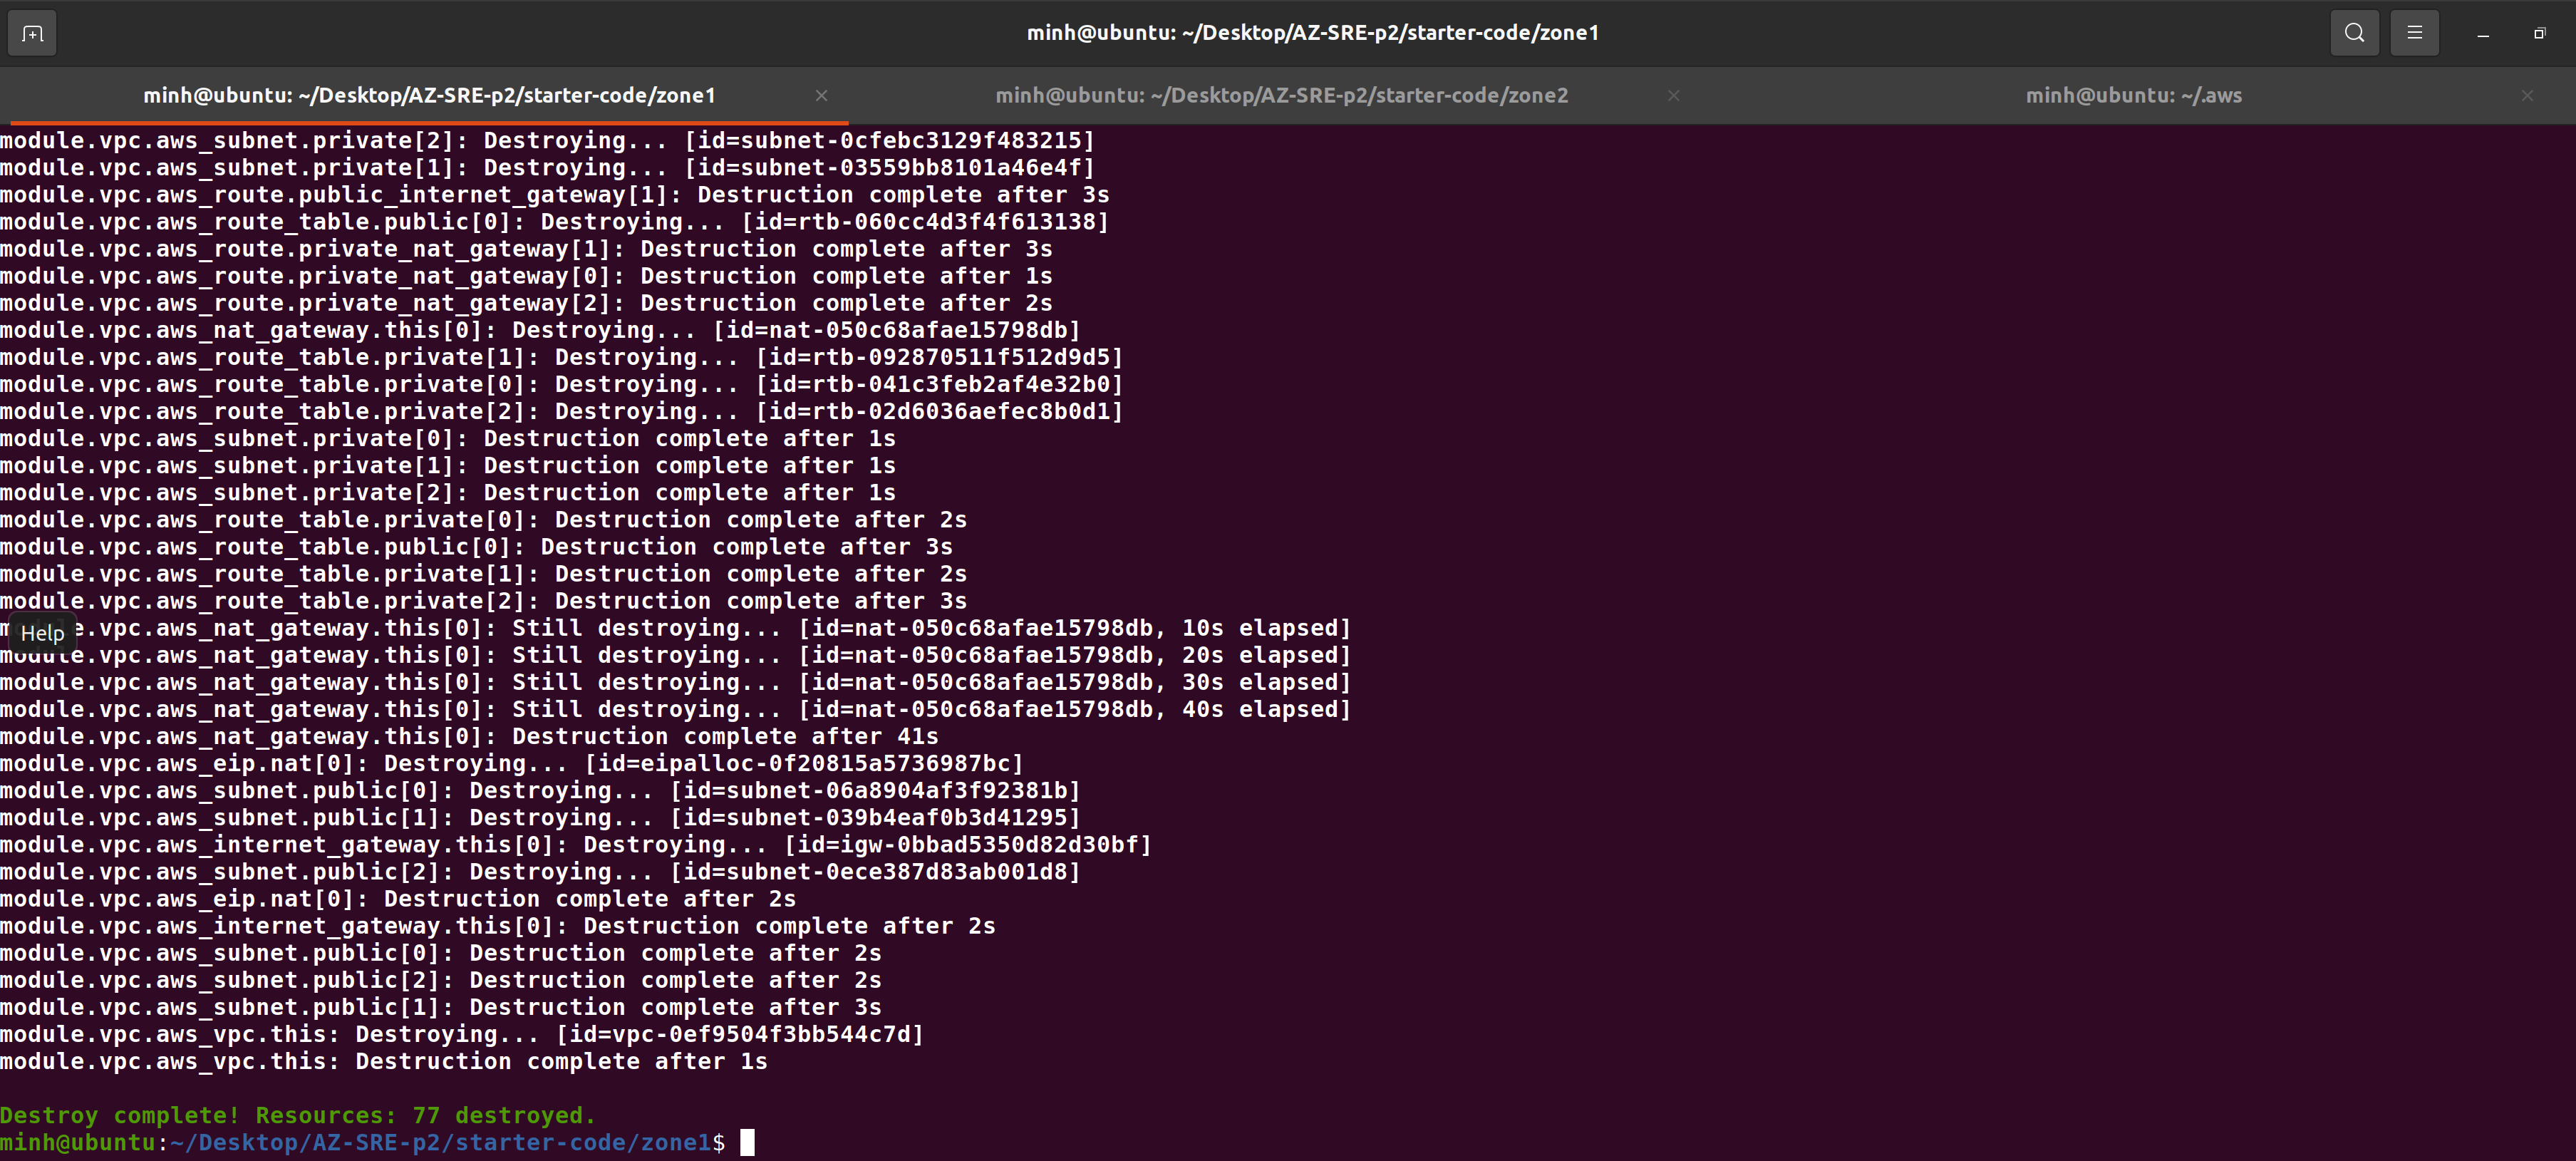 minh@ubuntu: ~/Desktop/AZ-SRE-p2/starter-code/zone1
minh@ubuntu: ~/Desktop/AZ-SRE-p2/starter-code/zone1 × minh@ubuntu: ~/Desktop/AZ-SRE-p2/starter-code/zone2 × minh@ubuntu: ~/.aws ×
module.vpc.aws_subnet.private[2]: Destroying... [id=subnet-0cfebc3129f483215]
module.vpc.aws_subnet.private[1]: Destroying... [id=subnet-03559bb8101a46e4f]
module.vpc.aws_route.public_internet_gateway[1]: Destruction complete after 3s
module.vpc.aws_route_table.public[0]: Destroying... [id=rtb-060cc4d3f4f613138]
module.vpc.aws_route.private_nat_gateway[1]: Destruction complete after 3s
module.vpc.aws_route.private_nat_gateway[0]: Destruction complete after 1s
module.vpc.aws_route.private_nat_gateway[2]: Destruction complete after 2s
module.vpc.aws_nat_gateway.this[0]: Destroying... [id=nat-050c68afae15798db]
module.vpc.aws_route_table.private[1]: Destroying... [id=rtb-092870511f512d9d5]
module.vpc.aws_route_table.private[0]: Destroying... [id=rtb-041c3feb2af4e32b0]
module.vpc.aws_route_table.private[2]: Destroying... [id=rtb-02d6036aefec8b0d1]
module.vpc.aws_subnet.private[0]: Destruction complete after 1s
module.vpc.aws_subnet.private[1]: Destruction complete after 1s
module.vpc.aws_subnet.private[2]: Destruction complete after 1s
module.vpc.aws_route_table.private[0]: Destruction complete after 2s
module.vpc.aws_route_table.public[0]: Destruction complete after 3s
module.vpc.aws_route_table.private[1]: Destruction complete after 2s
module.vpc.aws_route_table.private[2]: Destruction complete after 3s
module.vpc.aws_nat_gateway.this[0]: Still destroying... [id=nat-050c68afae15798db, 10s elapsed]
Help
module.vpc.aws_nat_gateway.this[0]: Still destroying... [id=nat-050c68afae15798db, 20s elapsed]
module.vpc.aws_nat_gateway.this[0]: Still destroying... [id=nat-050c68afae15798db, 30s elapsed]
module.vpc.aws_nat_gateway.this[0]: Still destroying... [id=nat-050c68afae15798db, 40s elapsed]
module.vpc.aws_nat_gateway.this[0]: Destruction complete after 41s
module.vpc.aws_eip.nat[0]: Destroying... [id=eipalloc-0f20815a5736987bc]
module.vpc.aws_subnet.public[0]: Destroying... [id=subnet-06a8904af3f92381b]
module.vpc.aws_subnet.public[1]: Destroying... [id=subnet-039b4eaf0b3d41295]
module.vpc.aws_internet_gateway.this[0]: Destroying... [id=igw-0bbad5350d82d30bf]
module.vpc.aws_subnet.public[2]: Destroying... [id=subnet-0ece387d83ab001d8]
module.vpc.aws_eip.nat[0]: Destruction complete after 2s
module.vpc.aws_internet_gateway.this[0]: Destruction complete after 2s
module.vpc.aws_subnet.public[0]: Destruction complete after 2s
module.vpc.aws_subnet.public[2]: Destruction complete after 2s
module.vpc.aws_subnet.public[1]: Destruction complete after 3s
module.vpc.aws_vpc.this: Destroying... [id=vpc-0ef9504f3bb544c7d]
module.vpc.aws_vpc.this: Destruction complete after 1s
Destroy complete! Resources: 77 destroyed.
minh@ubuntu:~/Desktop/AZ-SRE-p2/starter-code/zone1$